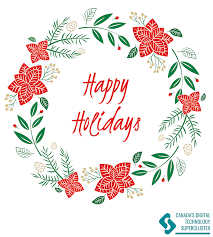 Happy
Holidays
CANADA'S DIGITAL
TECHNOLOGY
SUPERCLUSTER